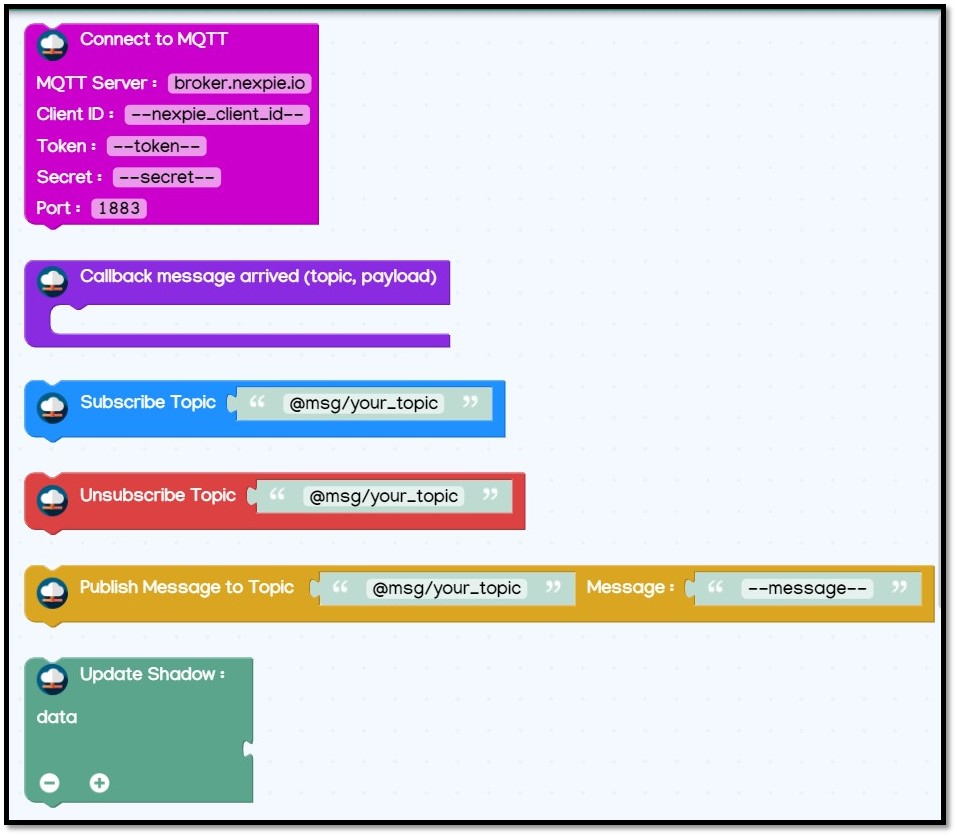 Connect to MQTT
MQTT Server : broker.nexpie.io
Client ID : --nexpie_client_id--
Token : --token--
Secret : --secret--
Port : 1883
Callback message arrived (topic, payload)
Subscribe Topic “ @msg/your_topic ”
Unsubscribe Topic “ @msg/your_topic ”
Publish Message to Topic “ @msg/your_topic ” Message : “ --message-- ”
Update Shadow :
data